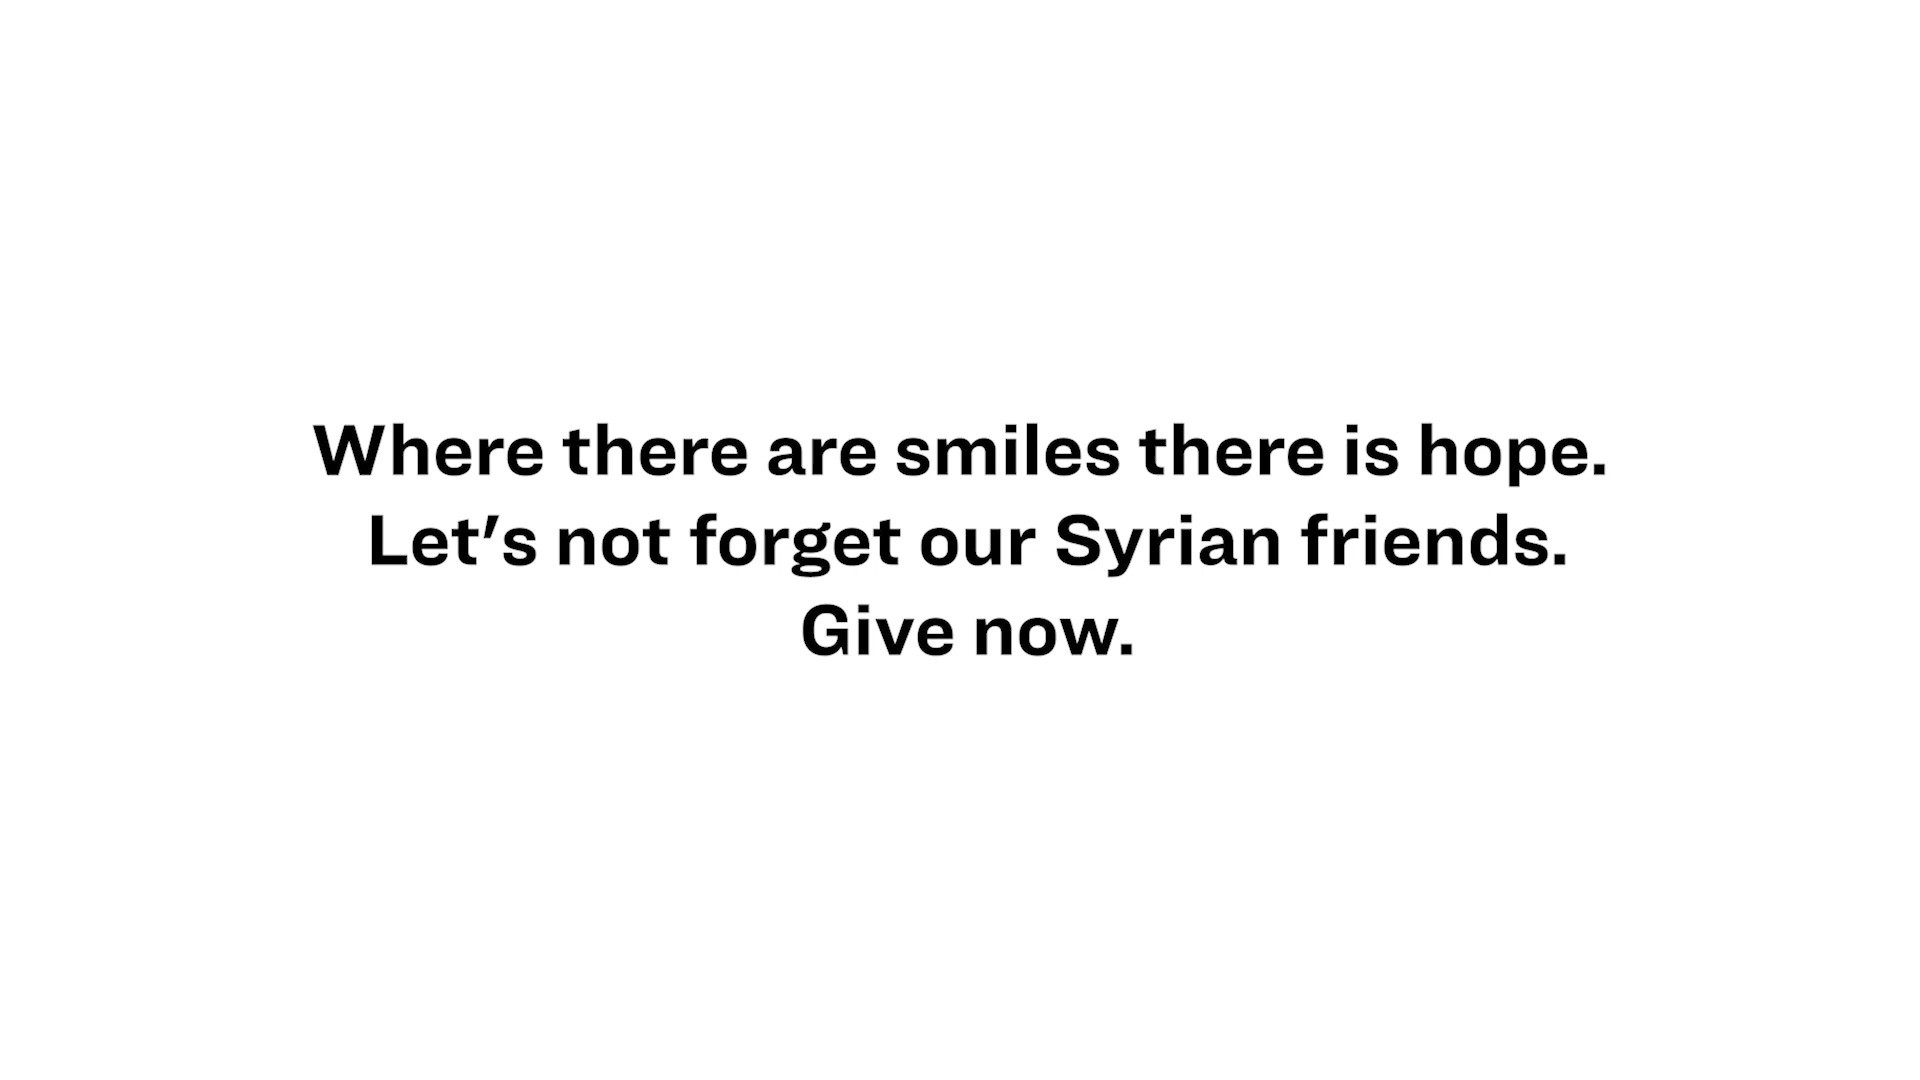 Where there are smiles there is hope.
Let's not forget our Syrian friends.
Give now.